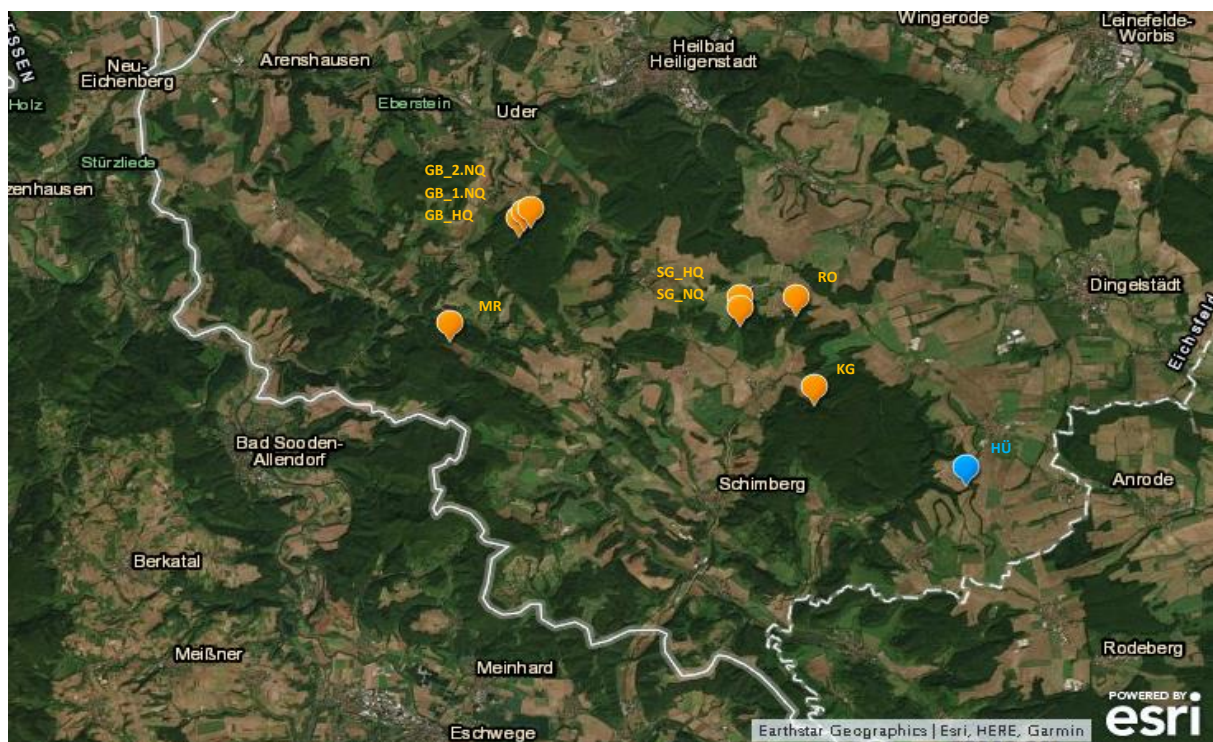 Wingerode
Leinefelde-
Worbis
ESSEN
Neu-
Eichenberg
Arenshausen
Heilbad
Heiligenstadt
Holz
Eberstein
Uder
Stürzliede
zenhausen
GB_2.NQ
GB_1.NQ
GB_HQ
SG_HQ
SG_NQ
RO
Dingelstädt
MR
Eichsfeld
KG
Bad Sooden-
Allendorf
HÜ
Schimberg
Anrode
Berkatal
Meißner
Meinhard
Rodeberg
Eschwege
POWERED BY
esri
Earthstar Geographics | Esri, HERE, Garmin